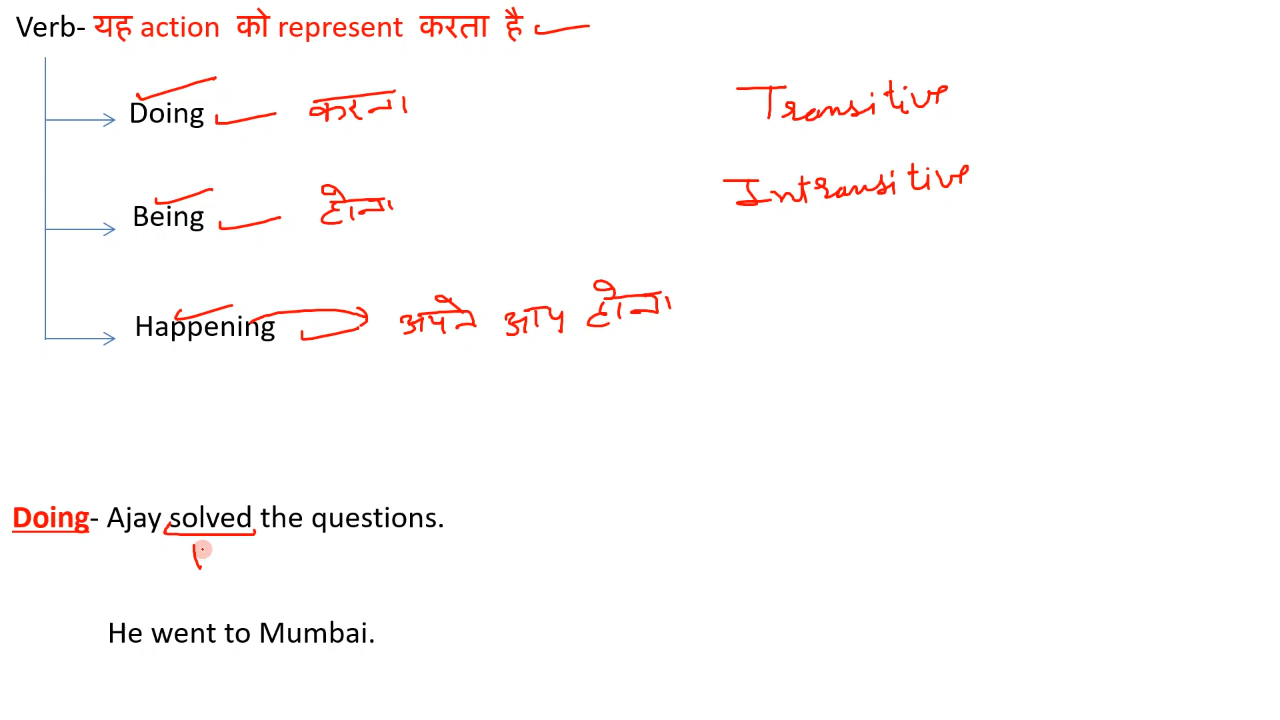 Verb- यह action को represent करता है
Doing करना Transitive
Being होना Intransitive
Happening अपने आप होना
Doing- Ajay solved the questions.
He went to Mumbai.